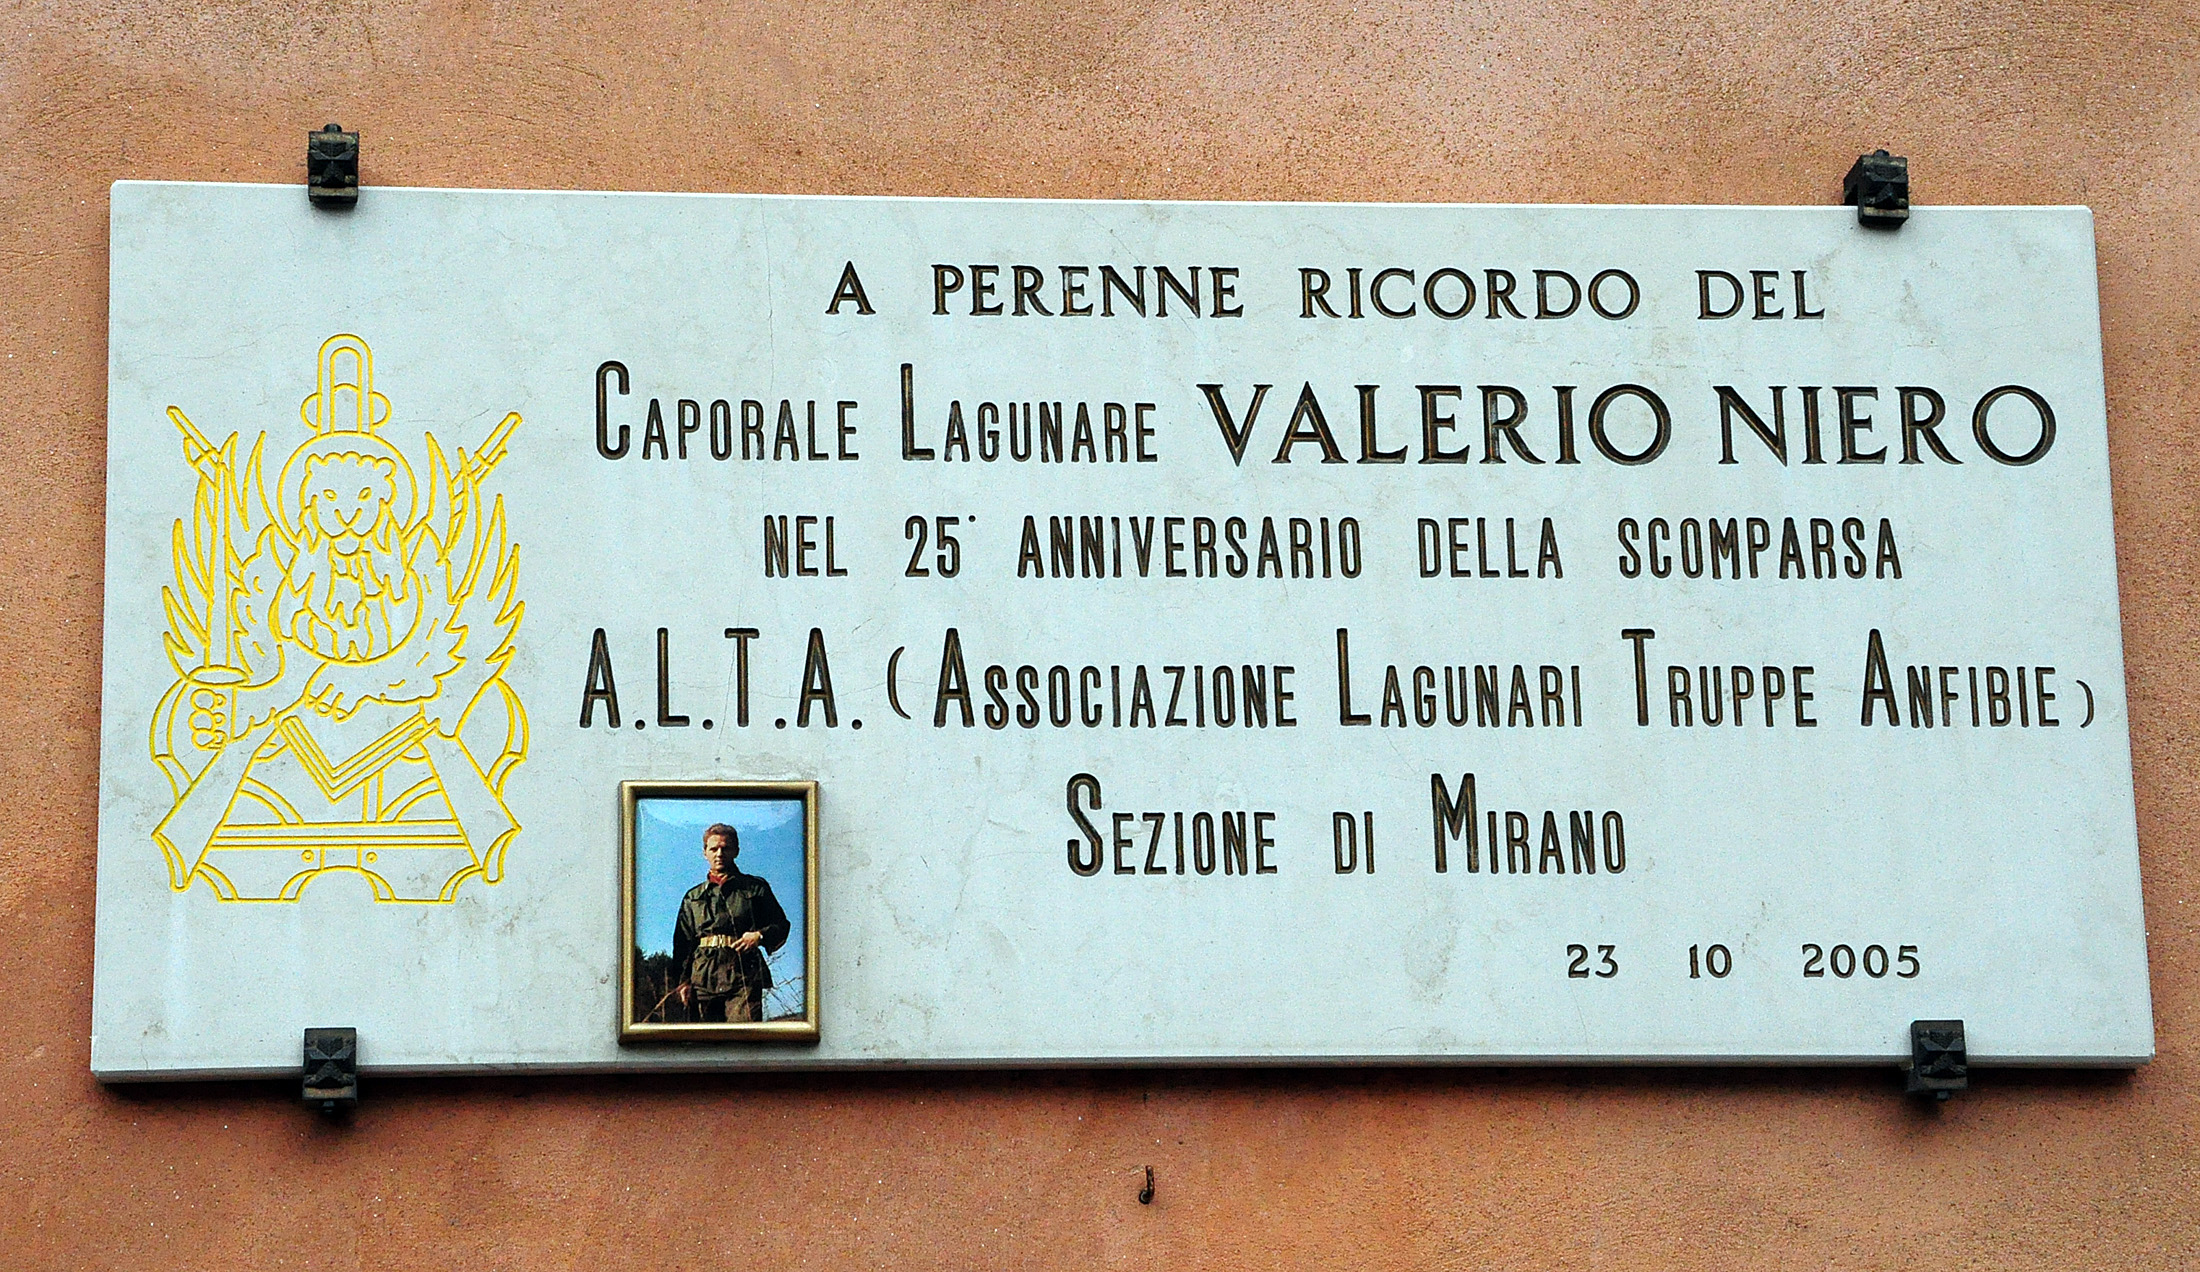 A PERENNE RICORDO DEL
CAPORALE LAGUNARE VALERIO NIERO
NEL 25° ANNIVERSARIO DELLA SCOMPARSA
A.L.T.A. (ASSOCIAZIONE LAGUNARI TRUPPE ANFIBIE)
SEZIONE DI MIRANO
23 10 2005